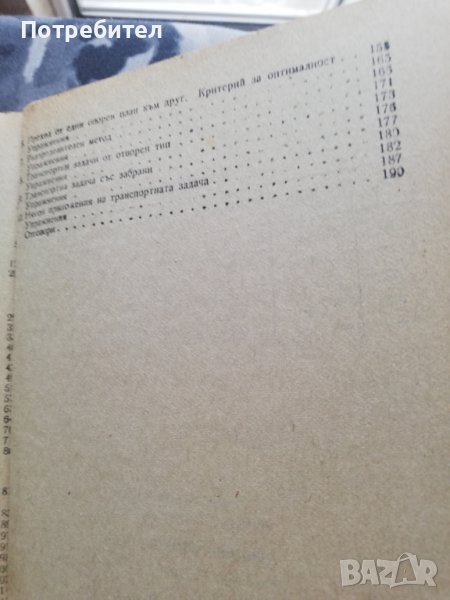 Потребител
Преход от един опорен план към друг. Критерий за оптималност . 158
Упражнения . . . 165
Разпределителен метод . . . 165
Упражнения . . . 171
Транспортни задачи от отворен тип . . . 173
Упражнения . . . 176
Транспортна задача със забрани . . . 177
Упражнения . . . 180
Някои приложения на транспортната задача . . . 182
Упражнения . . . 187
Отговори . . . 190
BAZAR